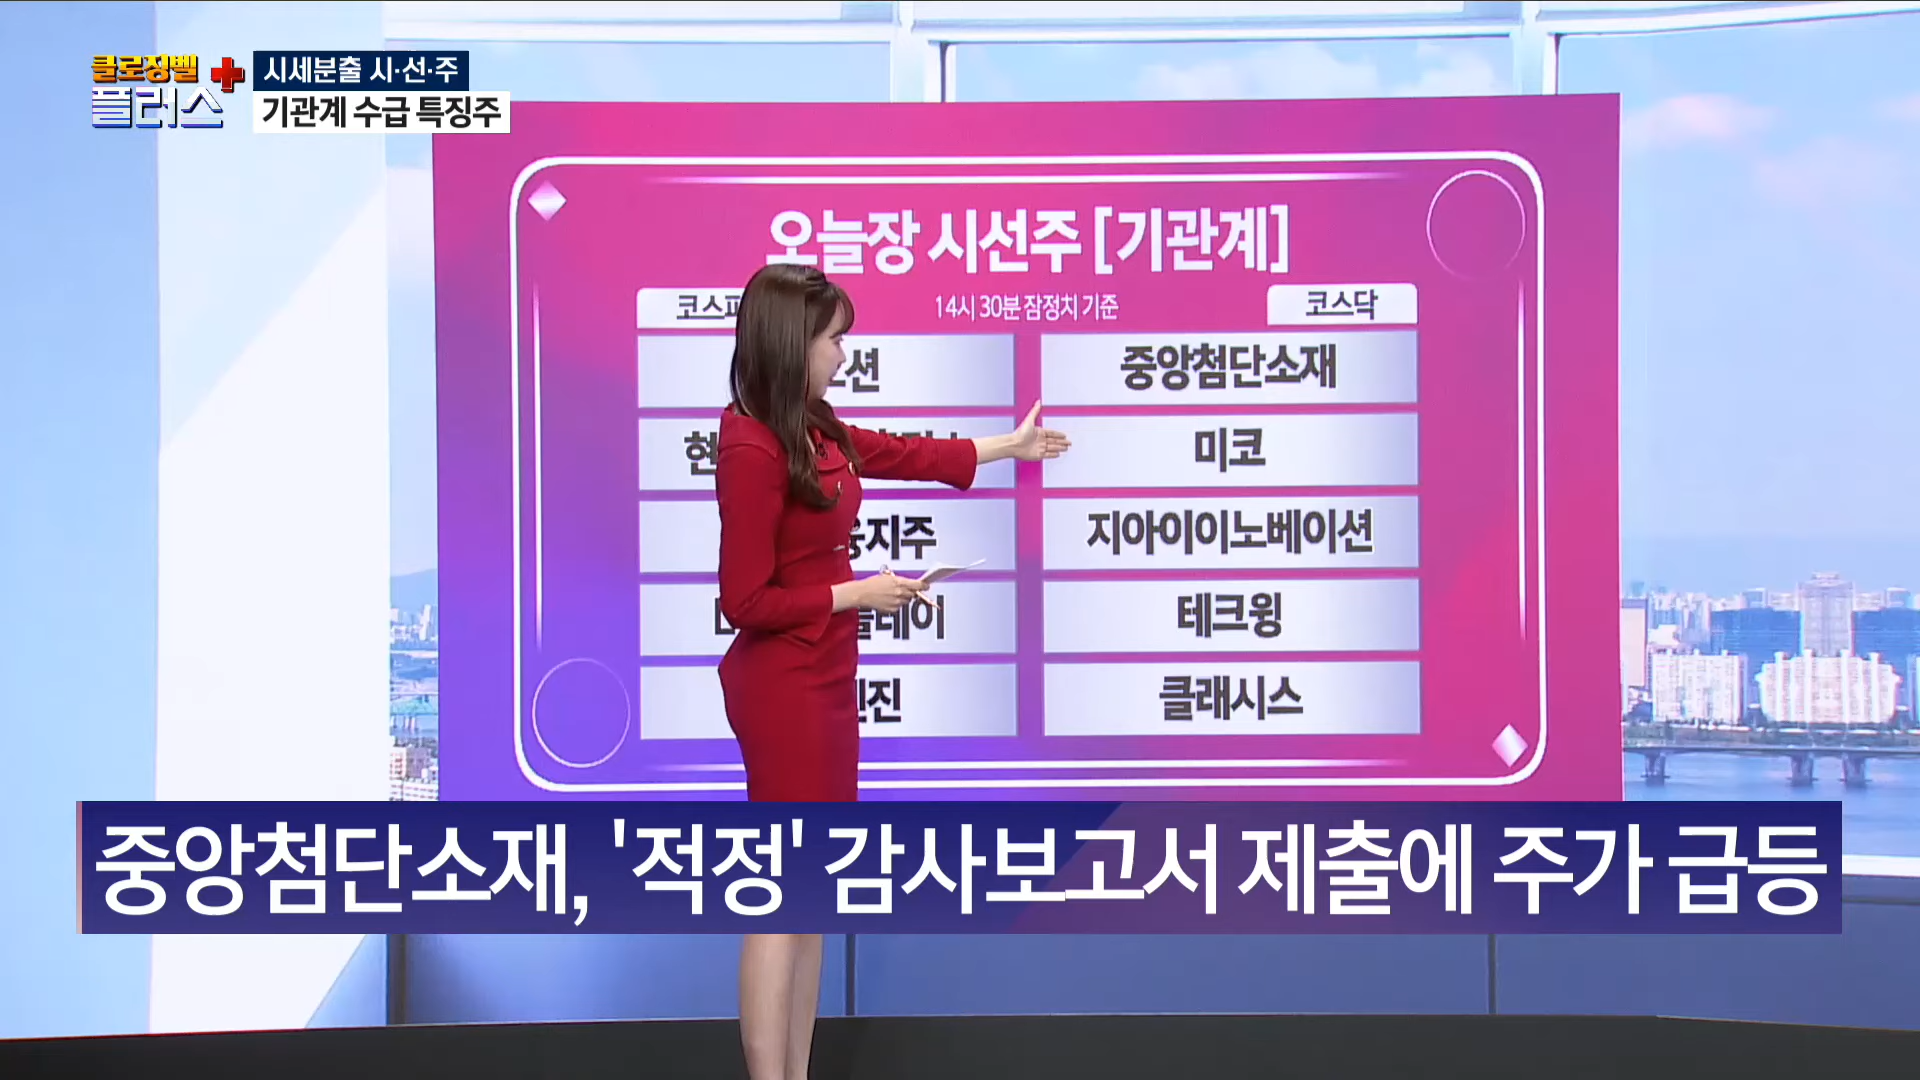 클로징벨
플러스
시세분출 시·선·주
기관계 수급 특징주
오늘장 시선주 [기관계]
14시 30분 잠정치 기준
코스닥
중앙첨단소재
미코
지아이이노베이션
테크윙
클래시스
중앙첨단소재, '적정' 감사보고서 제출에 주가 급등